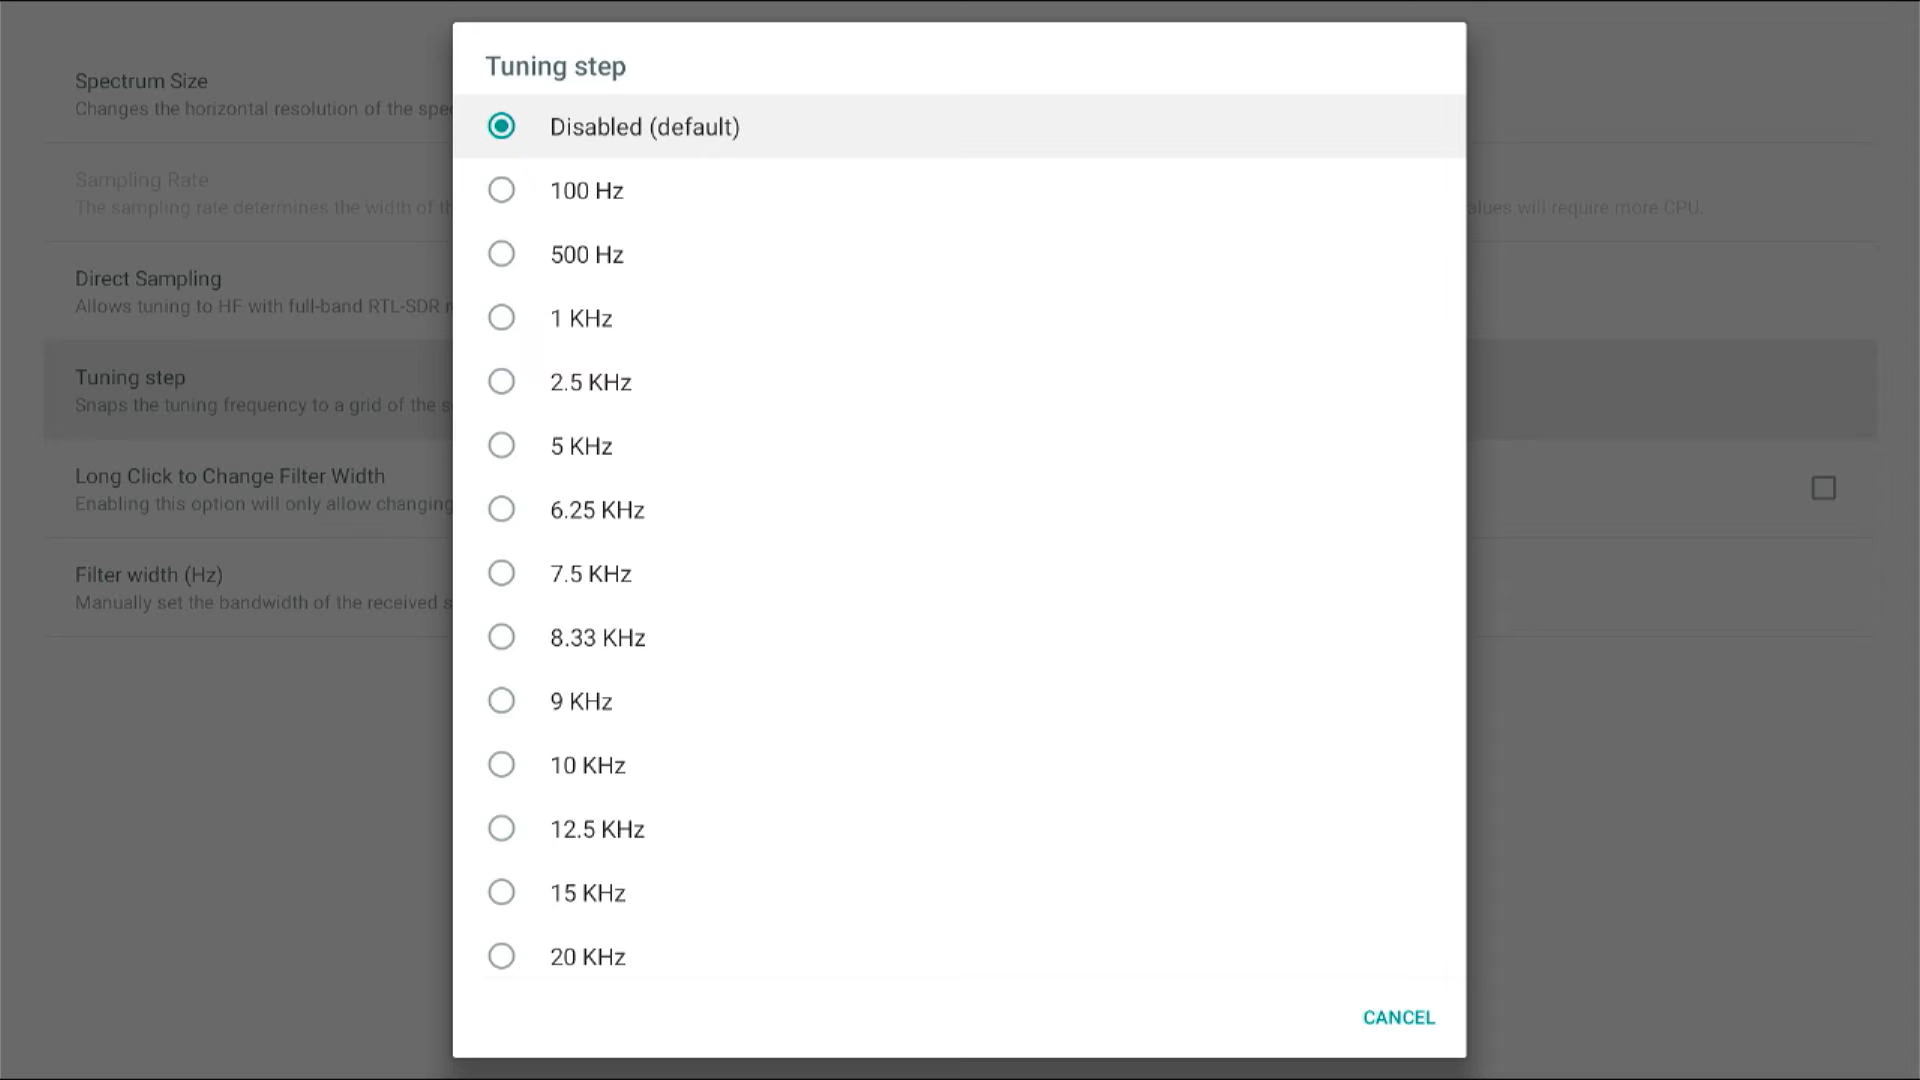 Tuning step
Disabled (default)
100 Hz
500 Hz
1 KHz
2.5 KHz
5 KHz
6.25 KHz
7.5 KHz
8.33 KHz
9 KHz
10 KHz
12.5 KHz
15 KHz
20 KHz
CANCEL
Spectrum Size
Changes the horizontal resolution of the
Sampling Rate
The sampling rate determines the width of
will require more CPU.
Direct Sampling
Allows tuning to HF with full-band RTL-SDR
Tuning step
Snaps the tuning frequency to a grid of the
Long Click to Change Filter Width
Enabling this option will only allow changing
Filter width (Hz)
Manually set the bandwidth of the received